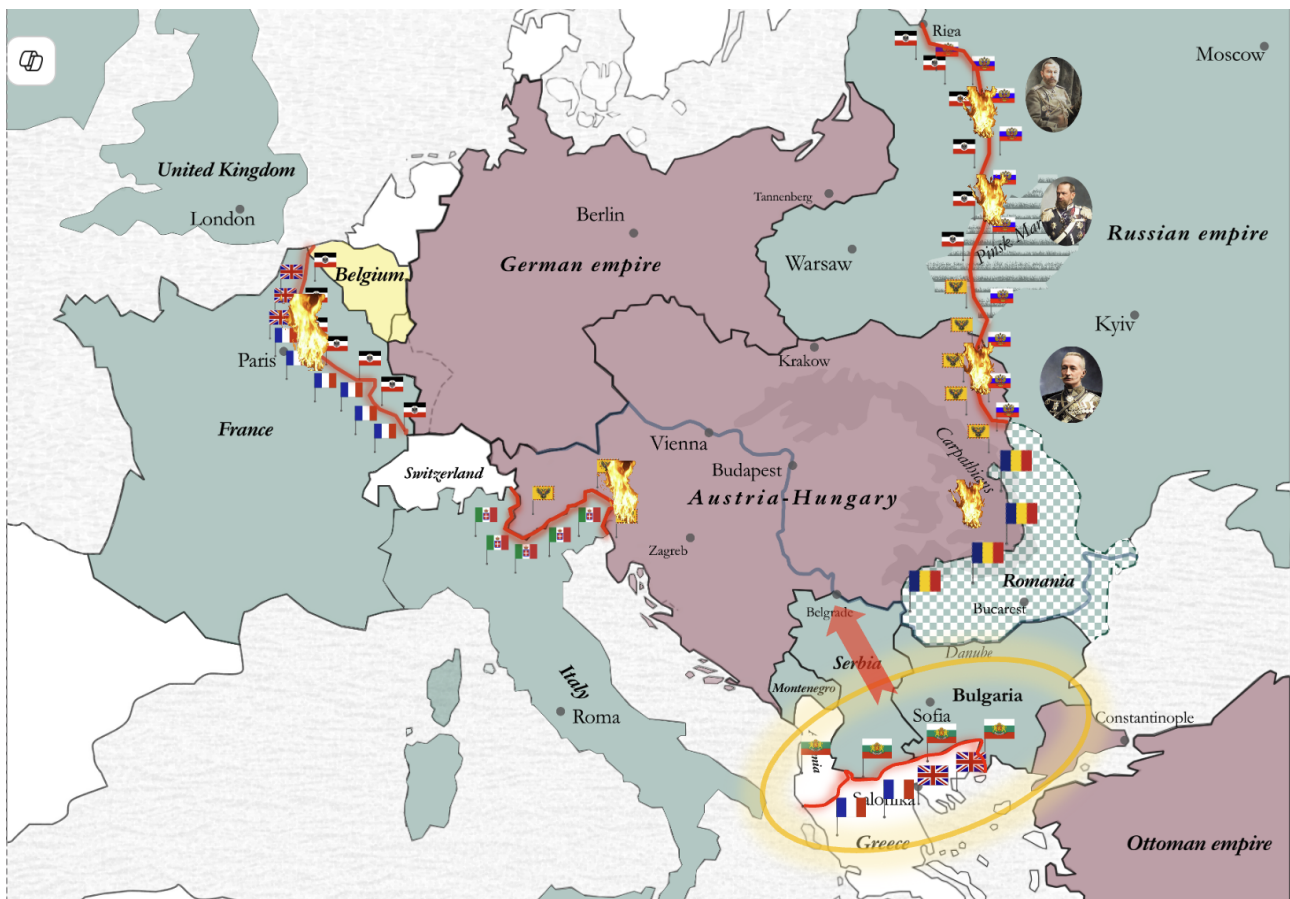 Riga
Moscow
United Kingdom
London
Tannenberg
Berlin
Pinsk Mar
Russian empire
German empire
Warsaw
Belgium
Kyiv
Paris
Krakow
France
Vienna
Carpathians
Switzerland
Budapest
Austria-Hungary
Zagreb
Romania
Bucarest
Belgrade
Danube
Serbia
Italy
Montenegro
Bulgaria
Roma
Sofia
Constantinople
Salonika
Greece
Ottoman empire